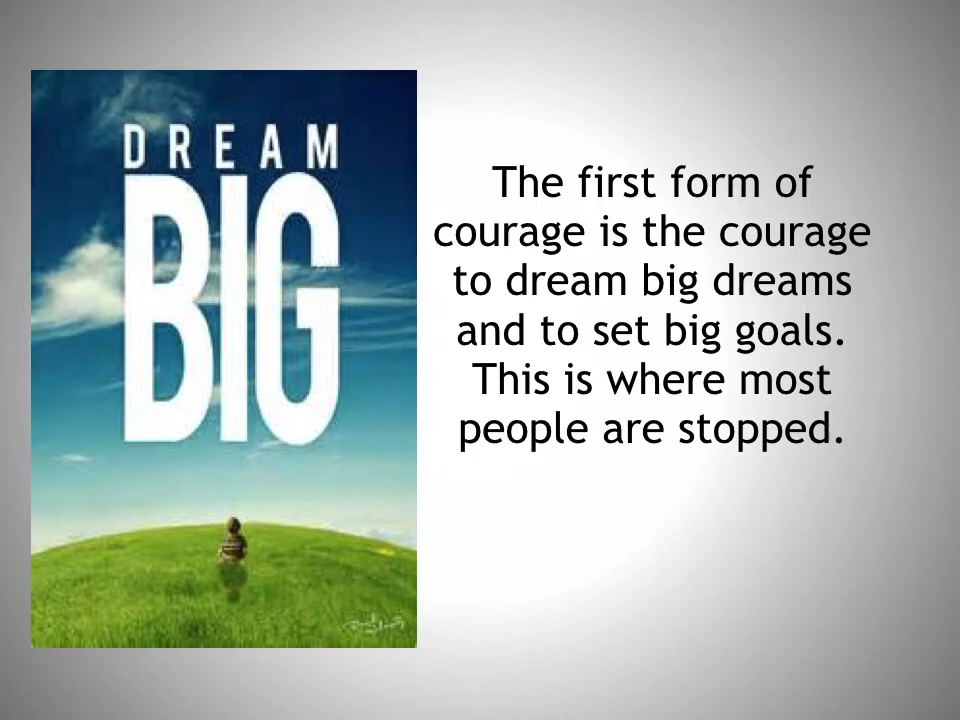 DREAM
BIG
The first form of
courage is the courage
to dream big dreams
and to set big goals.
This is where most
people are stopped.